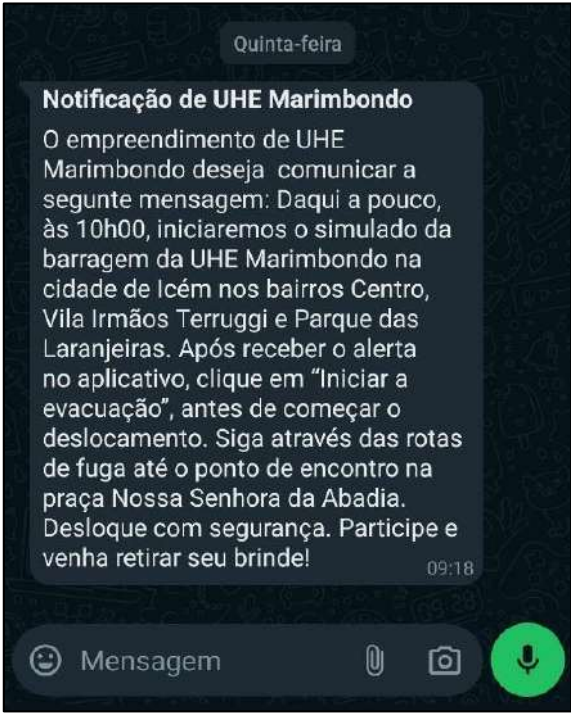 Quinta-feira
Notificação de UHE Marimbondo
O empreendimento de UHE
Marimbondo deseja comunicar a
segunte mensagem: Daqui a pouco,
às 10h00, iniciaremos o simulado da
barragem da UHE Marimbondo na
cidade de Icém nos bairros Centro,
Vila Irmãos Terruggi e Parque das
Laranjeiras. Após receber o alerta
no aplicativo, clique em “Iniciar a
evacuação”, antes de começar o
deslocamento. Siga através das rotas
de fuga até o ponto de encontro na
praça Nossa Senhora da Abadia.
Desloque com segurança. Participe e
venha retirar seu brinde!
09:18
Mensagem